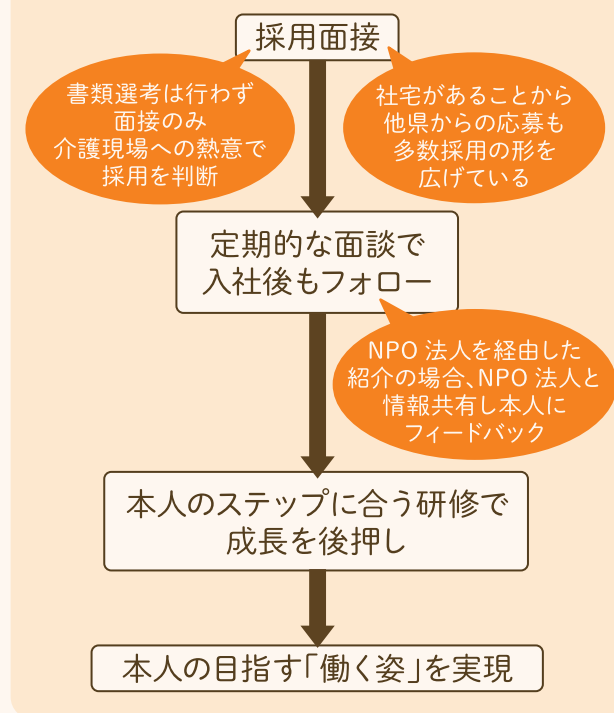 採用面接
書類選考は行わず
面接のみ
介護現場への熱意で
採用を判断
社宅があることから
他県からの応募も
多数採用の形を
広げている
定期的な面談で
入社後もフォロー
NPO 法人を経由した
紹介の場合、NPO 法人と
情報共有し本人に
フィードバック
本人のステップに合う研修で
成長を後押し
本人の目指す「働く姿」を実現